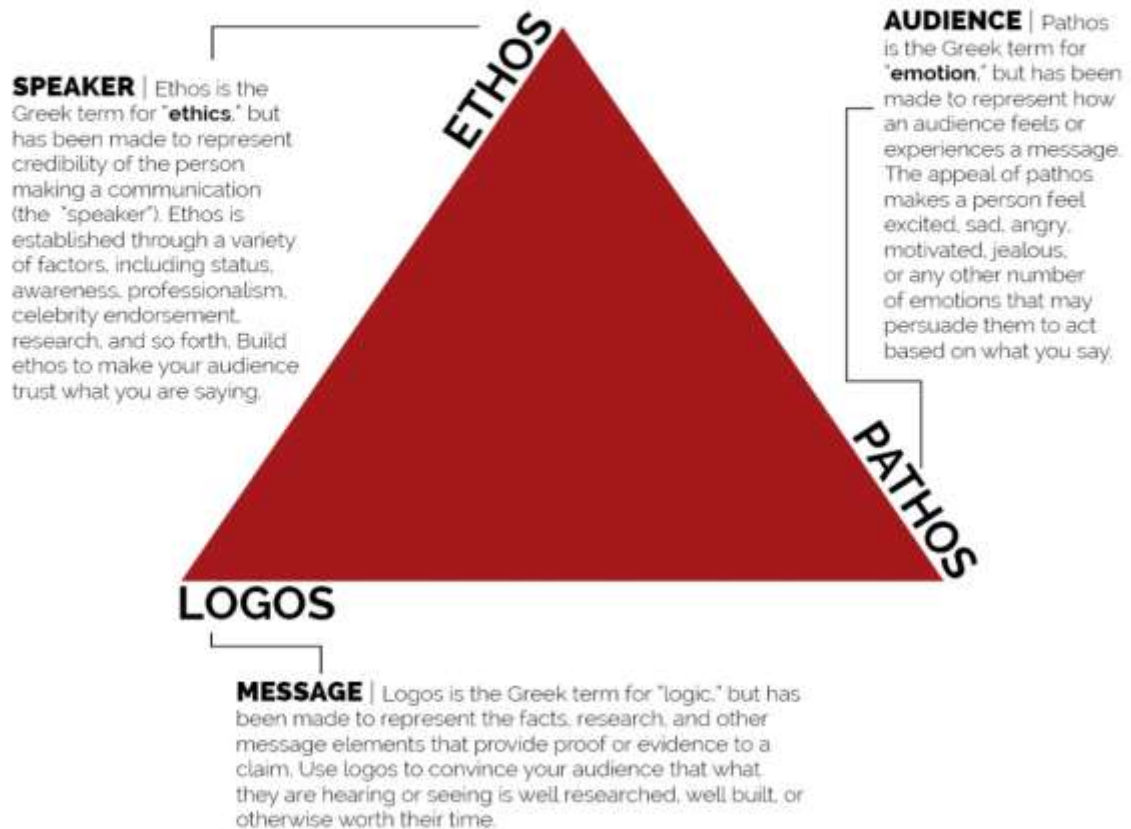 ETHOS
SPEAKER | Ethos is the
Greek term for "ethics," but
has been made to represent
credibility of the person
making a communication
(the "speaker"). Ethos is
established through a variety
of factors, including status,
awareness, professionalism,
celebrity endorsement,
research, and so forth. Build
ethos to make your audience
trust what you are saying.
AUDIENCE | Pathos
is the Greek term for
"emotion," but has been
made to represent how
an audience feels or
experiences a message.
The appeal of pathos
makes a person feel
excited, sad, angry,
motivated, jealous,
or any other number
of emotions that may
persuade them to act
based on what you say.
PATHOS
LOGOS
MESSAGE | Logos is the Greek term for "logic," but has
been made to represent the facts, research, and other
message elements that provide proof or evidence to a
claim. Use logos to convince your audience that what
they are hearing or seeing is well researched, well built, or
otherwise worth their time.